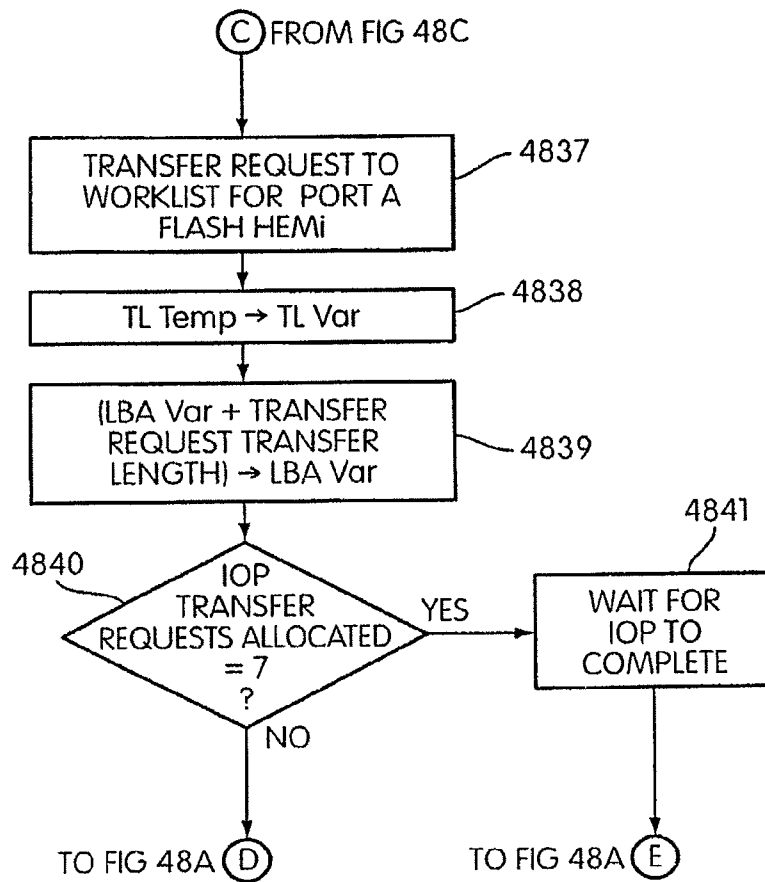 C FROM FIG 48C
TRANSFER REQUEST TO
WORKLIST FOR PORT A
FLASH HEMi
4837
TL Temp → TL Var
4838
(LBA Var + TRANSFER
REQUEST TRANSFER
LENGTH) → LBA Var
4839
4840
IOP
TRANSFER
REQUESTS ALLOCATED
= 7
?
YES
NO
4841
WAIT FOR
IOP TO
COMPLETE
TO FIG 48A D
TO FIG 48A E